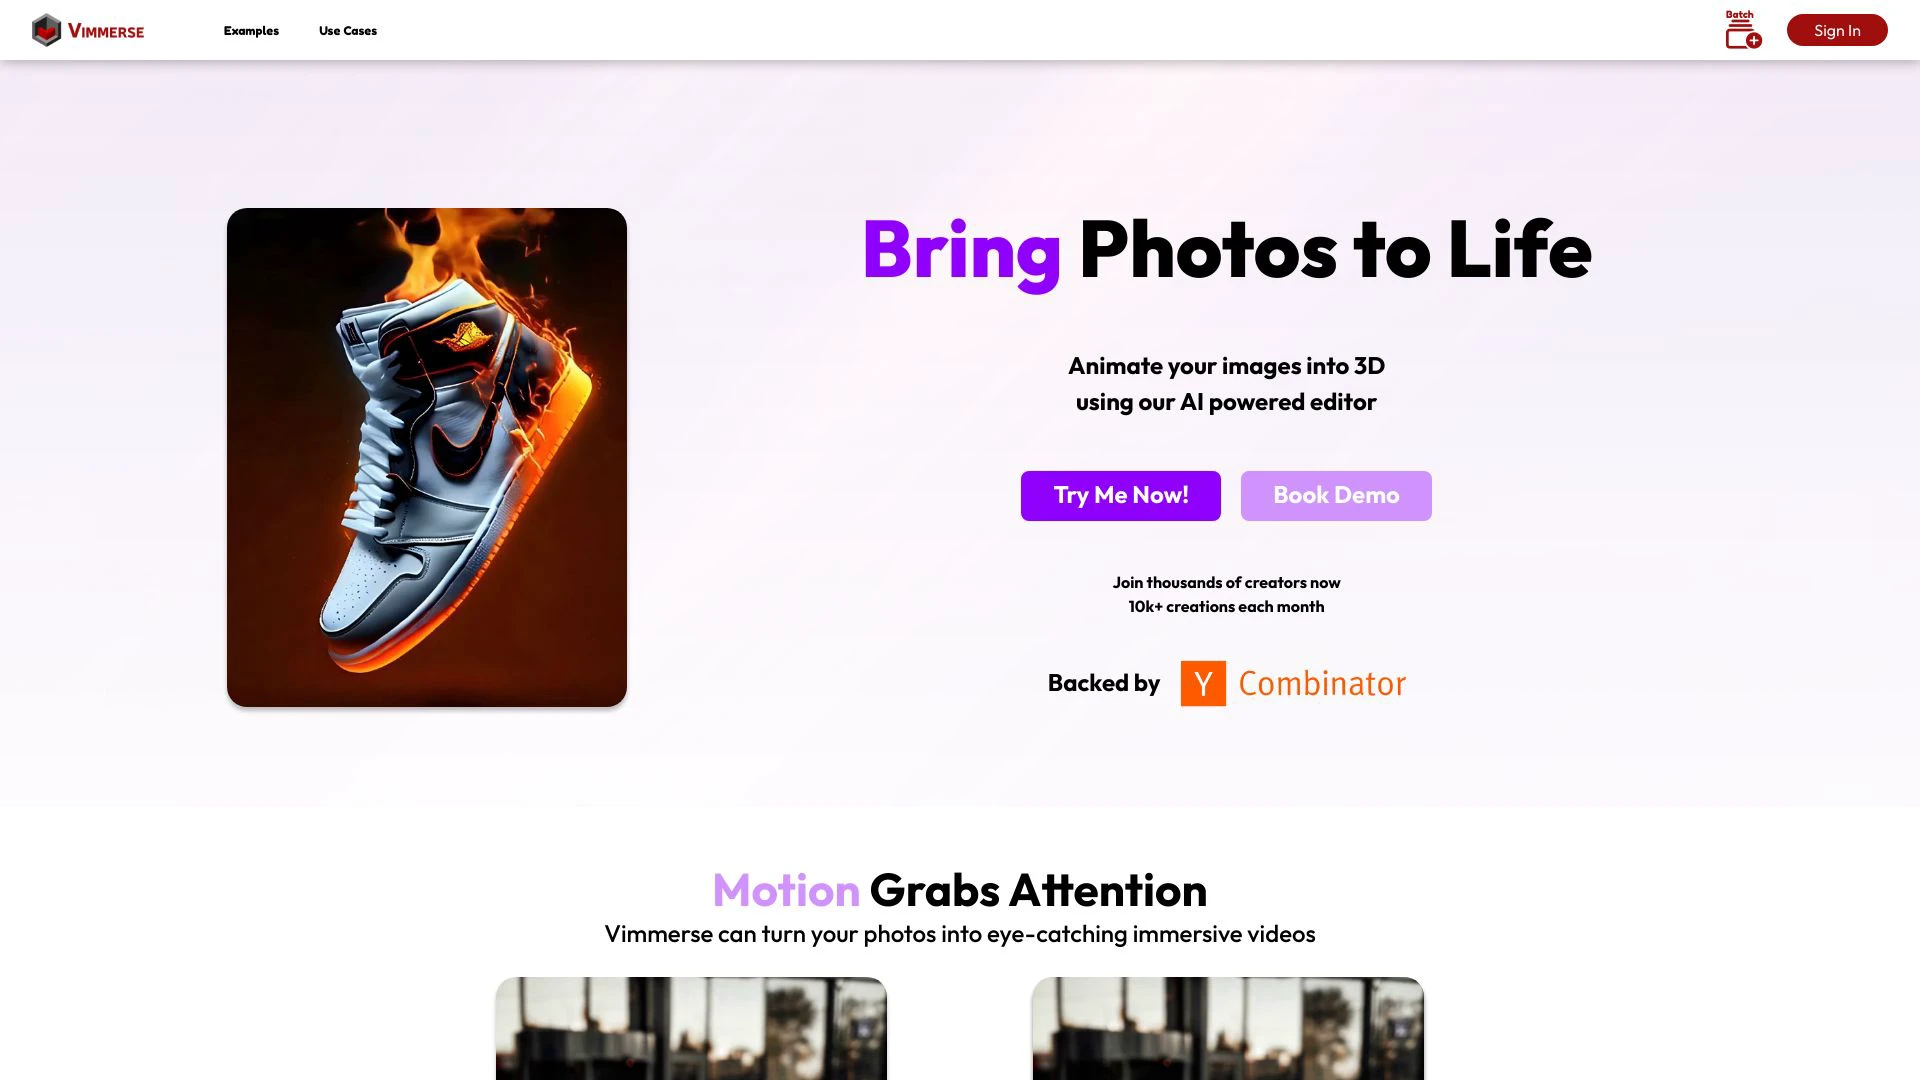 VIMMERSE
Examples
Use Cases
Batch
Sign In
Bring Photos to Life
Animate your images into 3D
using our AI powered editor
Try Me Now!
Book Demo
Join thousands of creators now
10k+ creations each month
Backed by
Y Combinator
Motion Grabs Attention
Vimmerse can turn your photos into eye-catching immersive videos